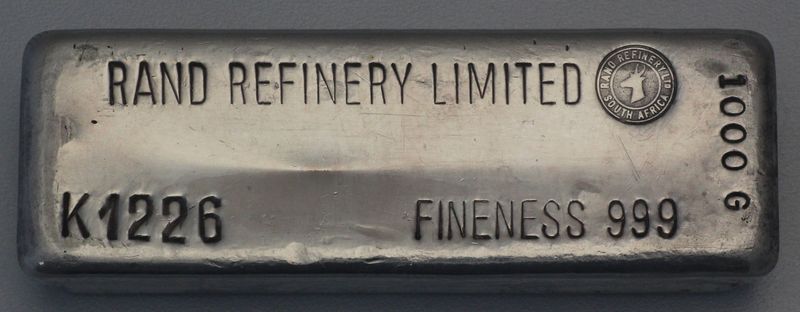 RAND REFINERY LIMITED
RAND REFINERY LTD
SOUTH AFRICA
1000 G
K1226
FINENESS 999